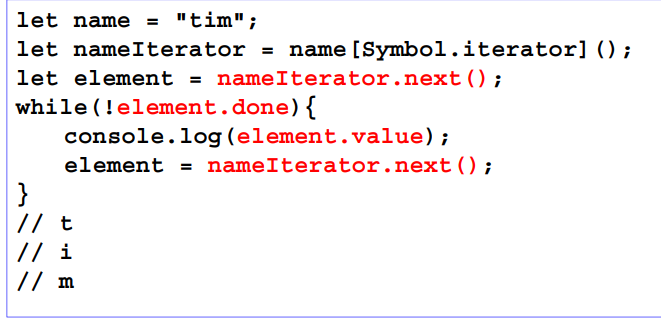 let name = "tim";
let nameIterator = name[Symbol.iterator]();
let element = nameIterator.next();
while(!element.done){
    console.log(element.value);
    element = nameIterator.next();
}
// t
// i
// m